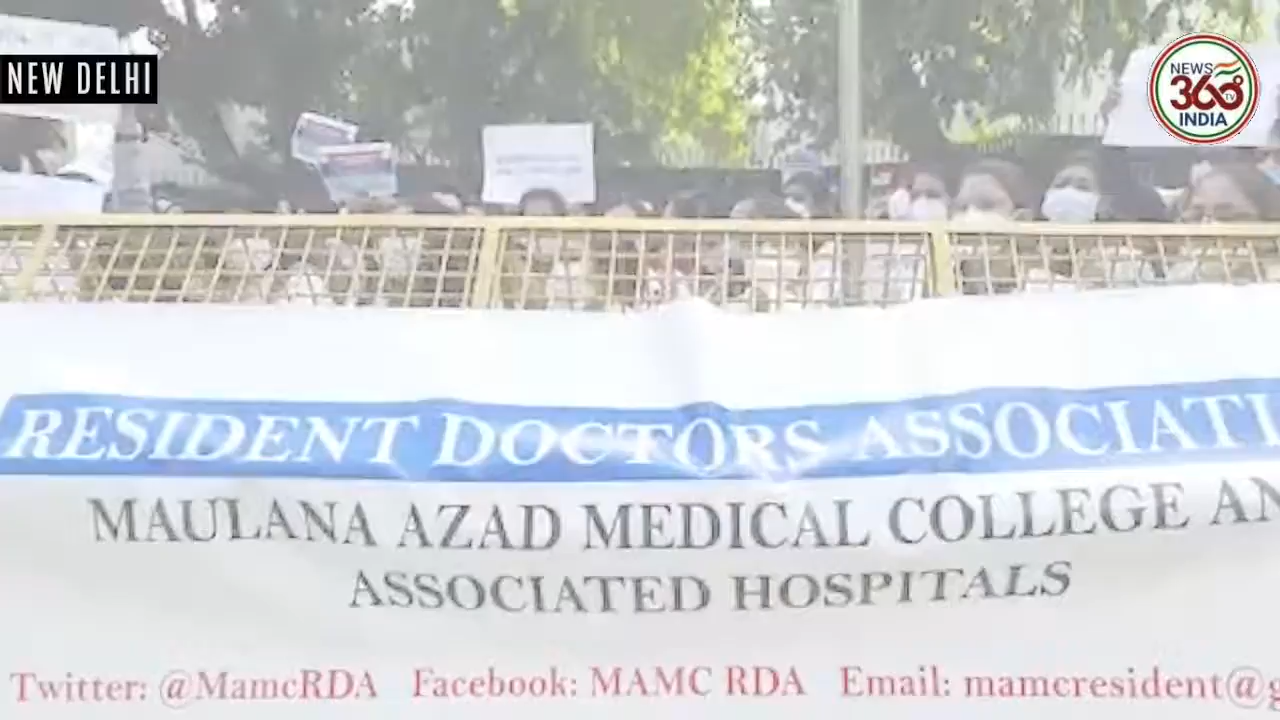 NEW DELHI
NEWS
360
TV
INDIA
RESIDENT DOCTORS ASSOCIATI
MAULANA AZAD MEDICAL COLLEGE AN
ASSOCIATED HOSPITALS
Twitter: @MamcRDA Facebook: MAMC RDA Email: mamcresident@g